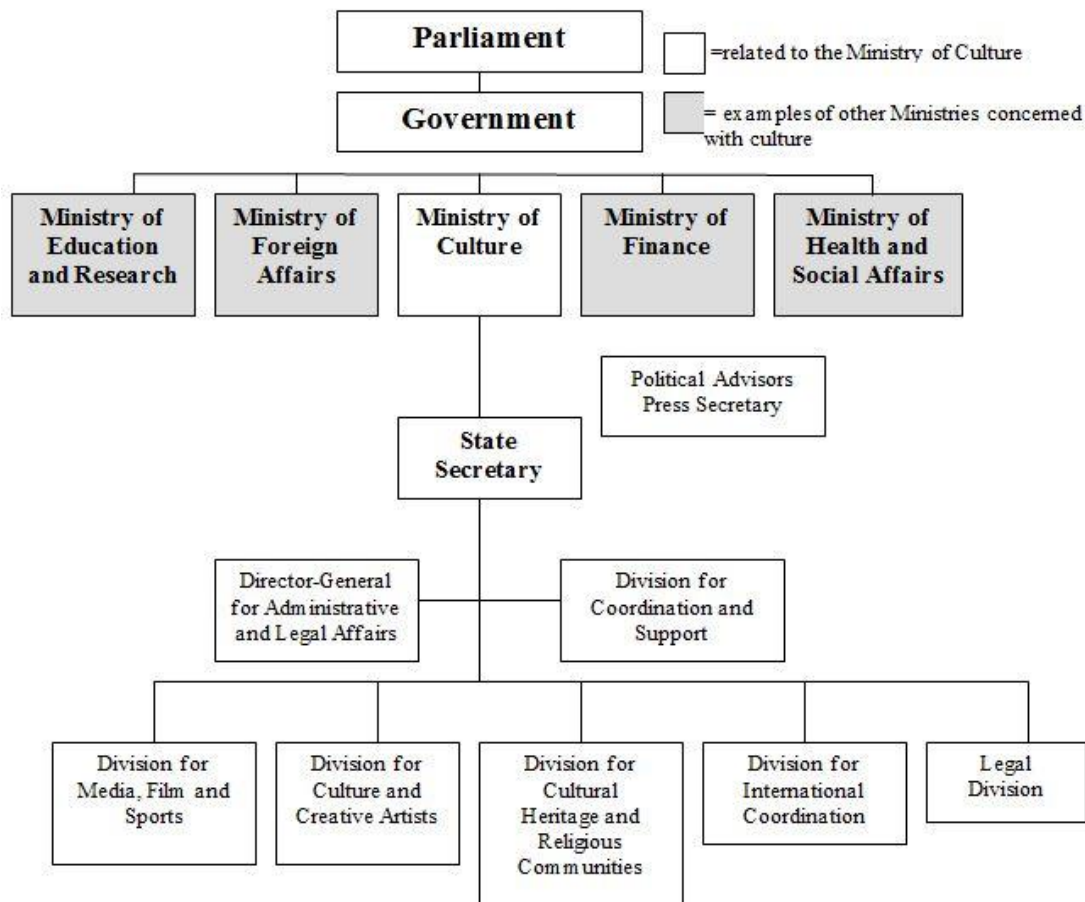 Parliament
=related to the Ministry of Culture
Government
= examples of other Ministries concerned
with culture
Ministry of
Education
and Research
Ministry of
Foreign
Affairs
Ministry of
Culture
Ministry of
Finance
Ministry of
Health and
Social Affairs
Political Advisors
Press Secretary
State
Secretary
Director-General
for Administrative
and Legal Affairs
Division for
Coordination and
Support
Division for
Media, Film and
Sports
Division for
Culture and
Creative Artists
Division for
Cultural
Heritage and
Religious
Communities
Division for
International
Coordination
Legal
Division